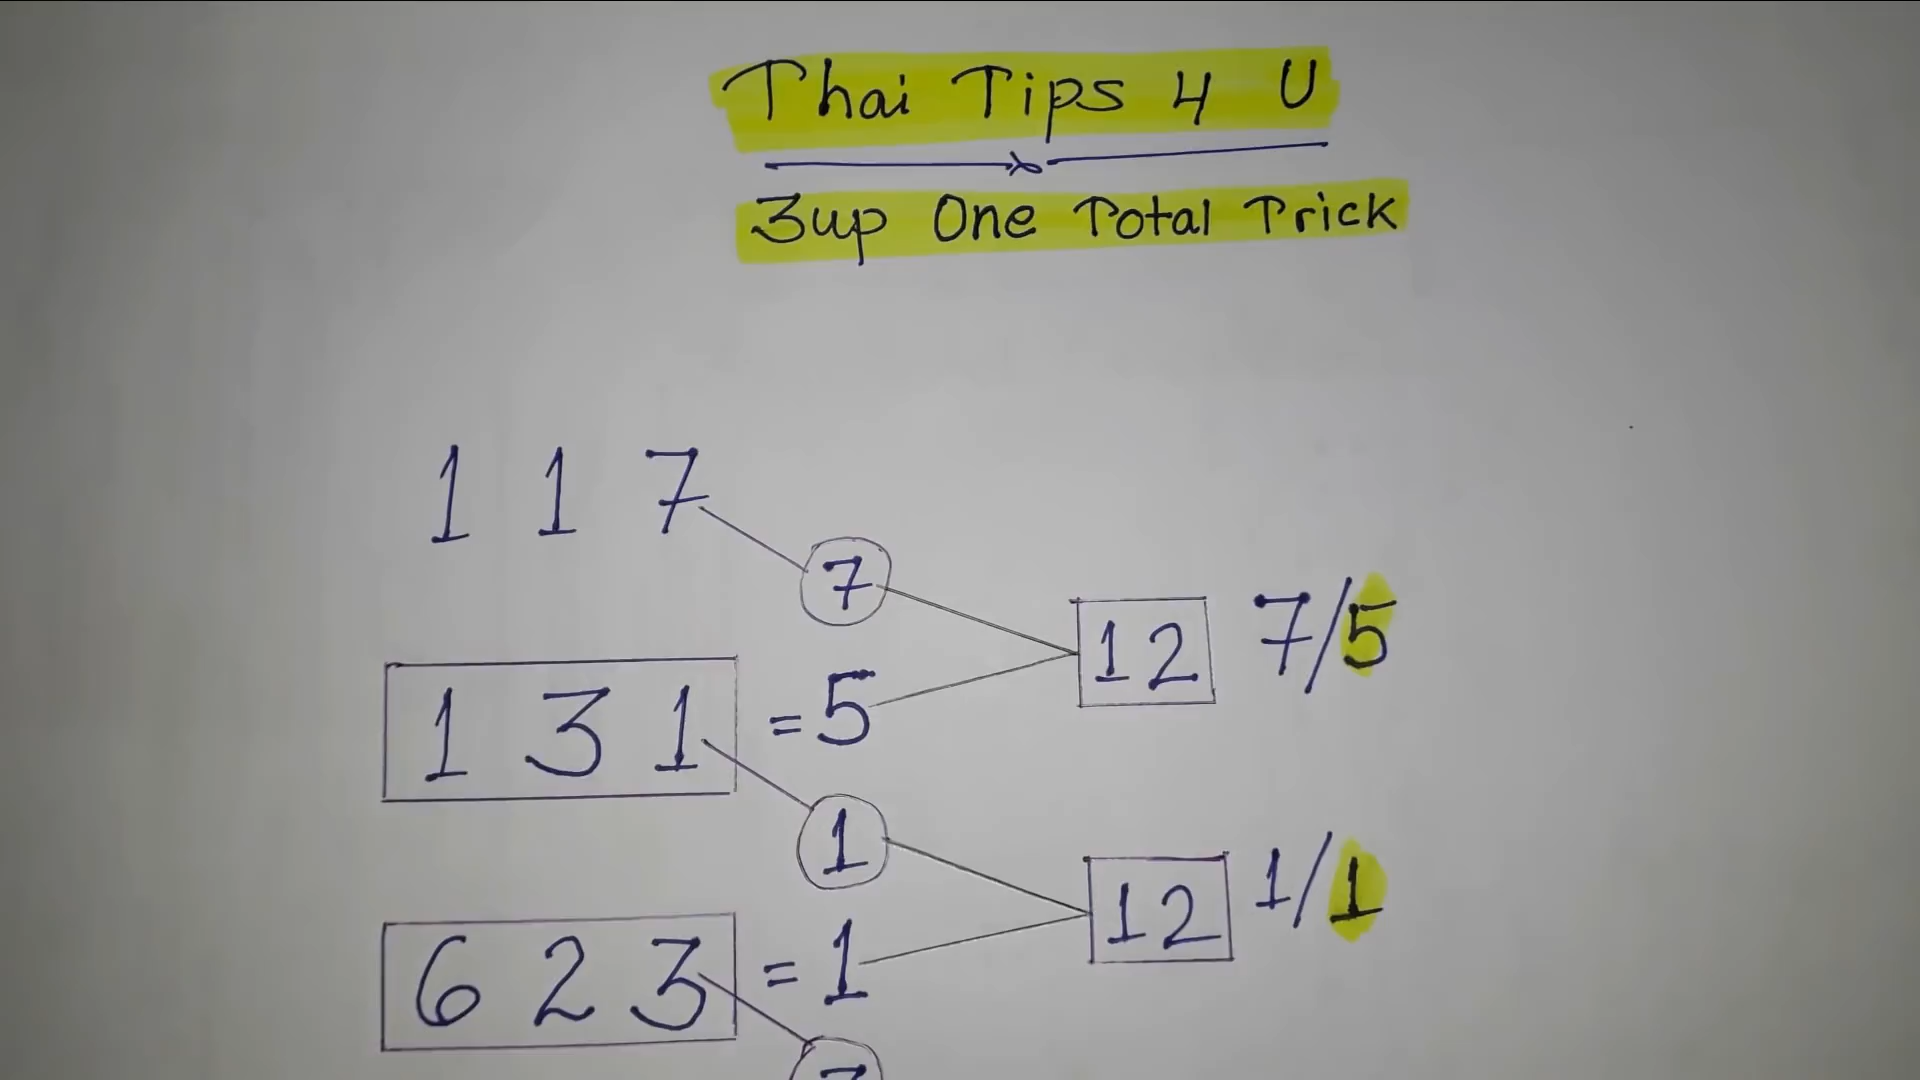 Thai Tips 4 U
3up One Total Trick
1 1 7
7
12 7/5
1 3 1 = 5
1
12 1/1
6 2 3 = 1